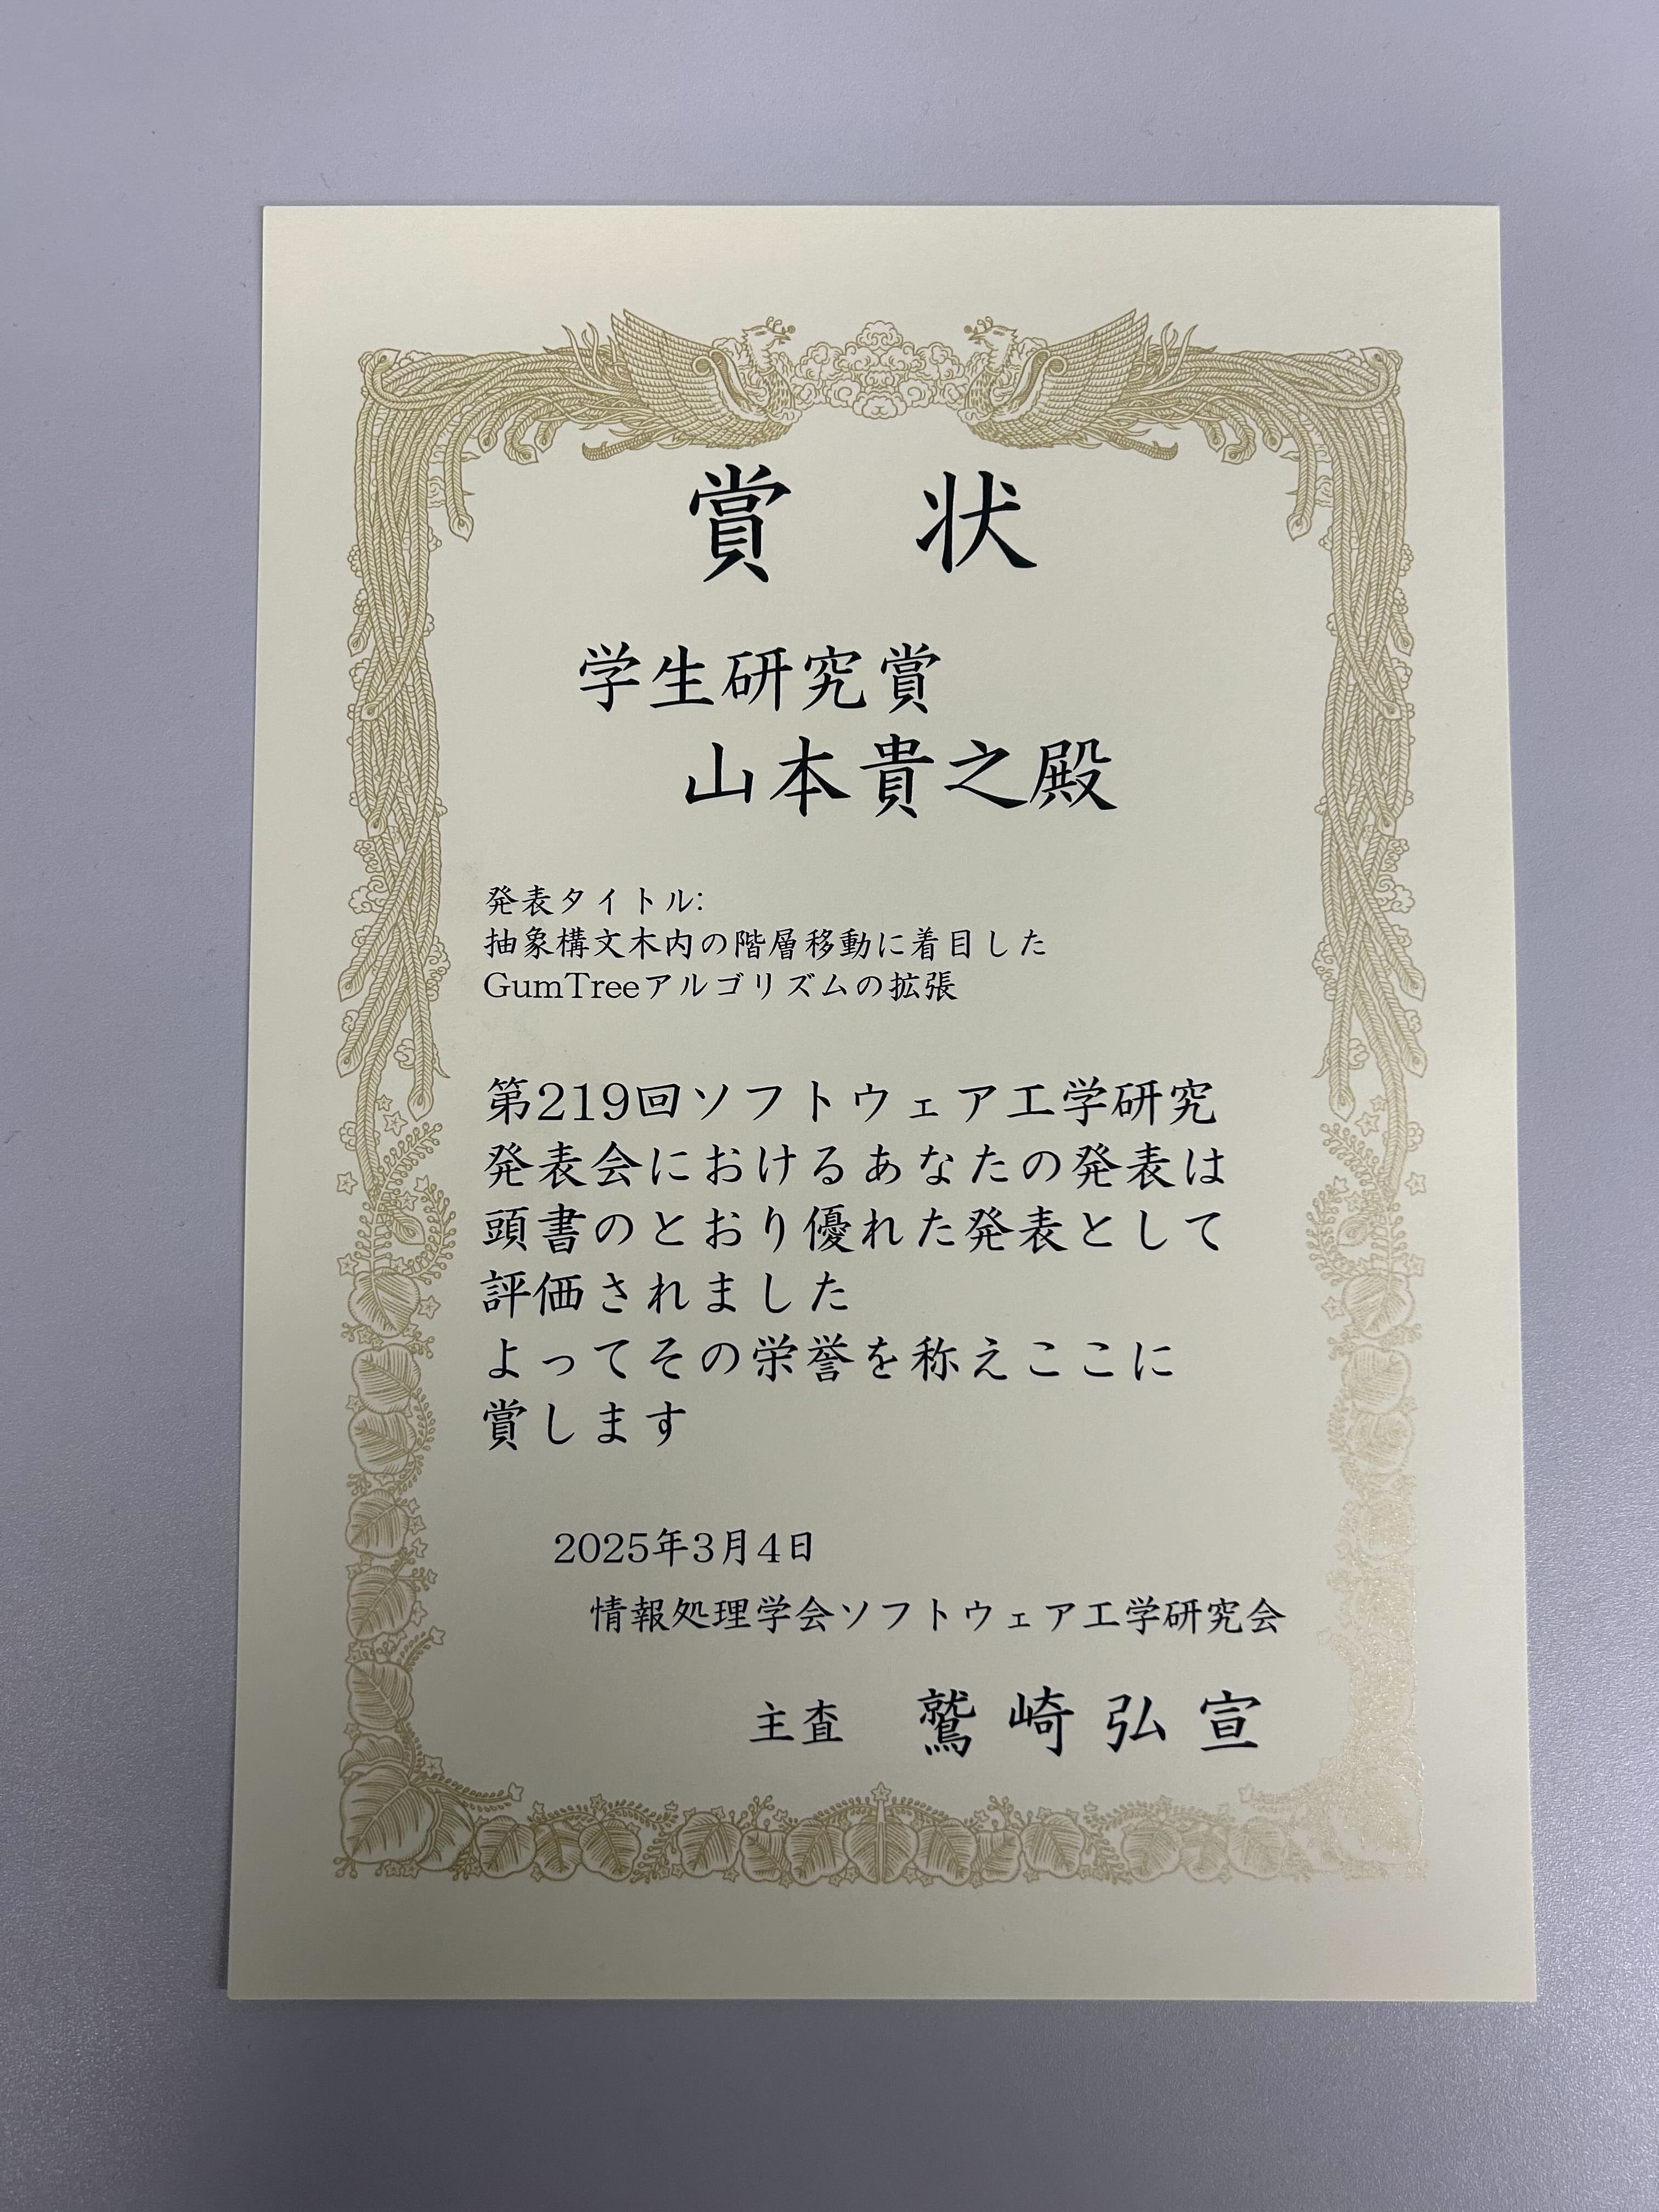 賞 状
学生研究賞
山本貴之殿
発表タイトル:
抽象構文木内の階層移動に着目した
GumTreeアルゴリズムの拡張
第219回ソフトウェア工学研究
発表会におけるあなたの発表は
頭書のとおり優れた発表として
評価されました
よってその栄誉を称えここに
賞します
2025年3月4日
情報処理学会ソフトウェア工学研究会
主査 鷲崎弘宣